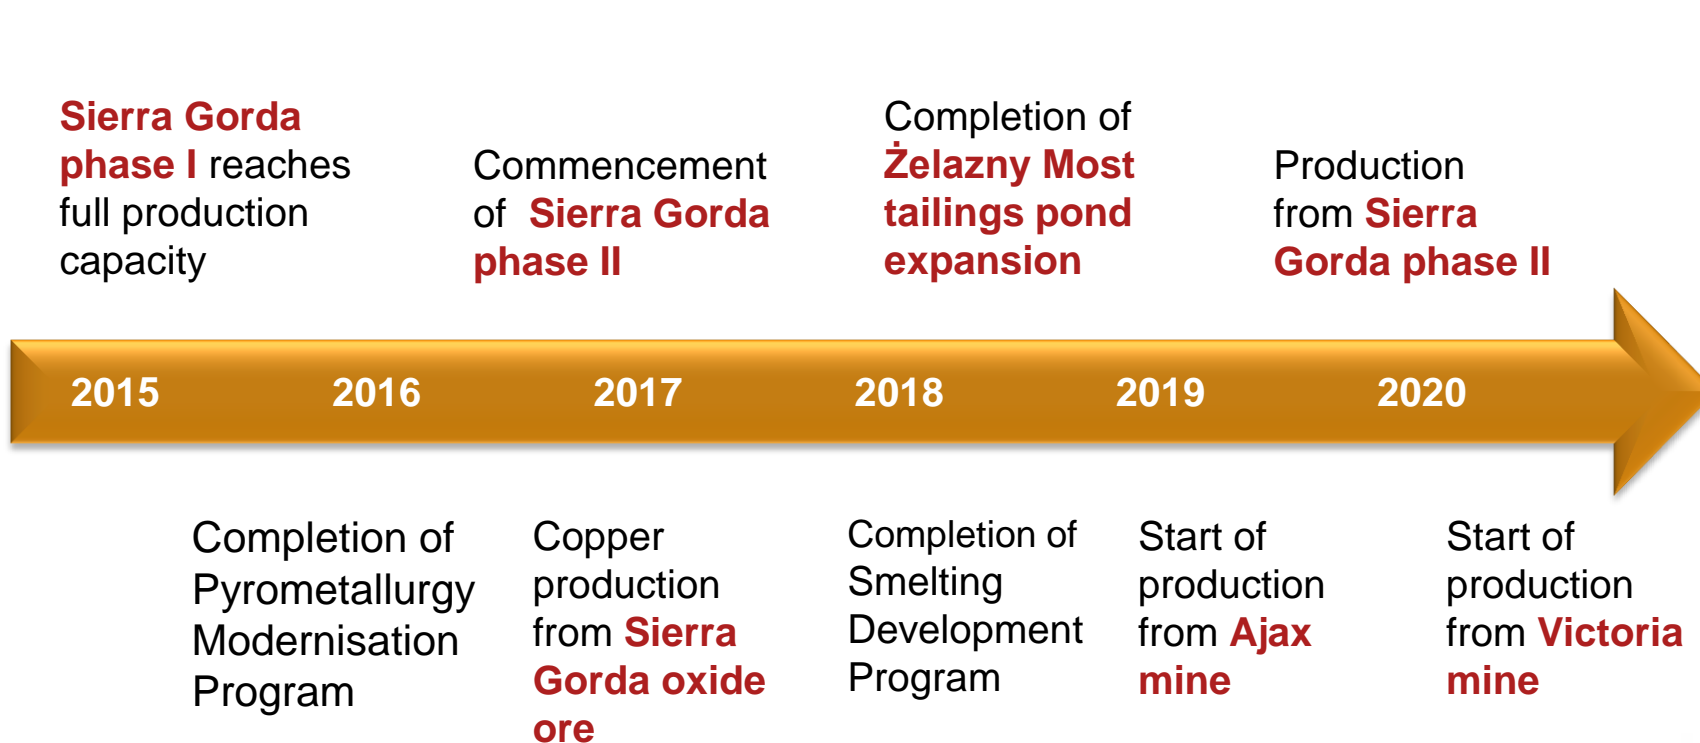 Sierra Gorda
phase I reaches
full production
capacity
Commencement
of Sierra Gorda
phase II
Completion of
Żelazny Most
tailings pond
expansion
Production
from Sierra
Gorda phase II
2015 2016 2017 2018 2019 2020
Completion of
Pyrometallurgy
Modernisation
Program
Copper
production
from Sierra
Gorda oxide
ore
Completion of
Smelting
Development
Program
Start of
production
from Ajax
mine
Start of
production
from Victoria
mine